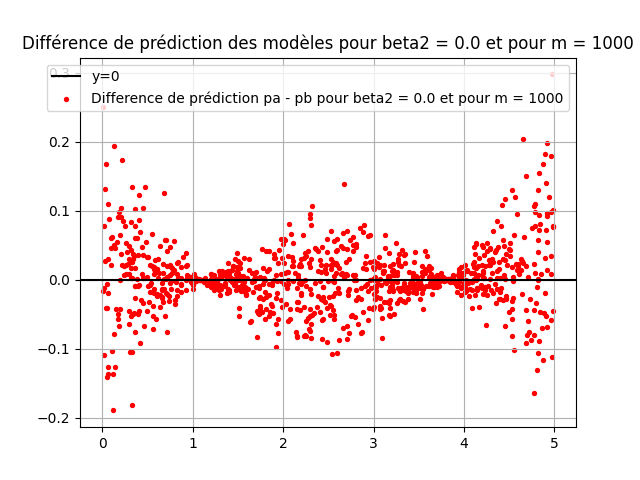 Différence de prédiction des modèles pour beta2 = 0.0 et pour m = 1000
0.3
y=0
Difference de prédiction pa - pb pour beta2 = 0.0 et pour m = 1000
0.2
0.1
0.0
−0.1
−0.2
0 1 2 3 4 5